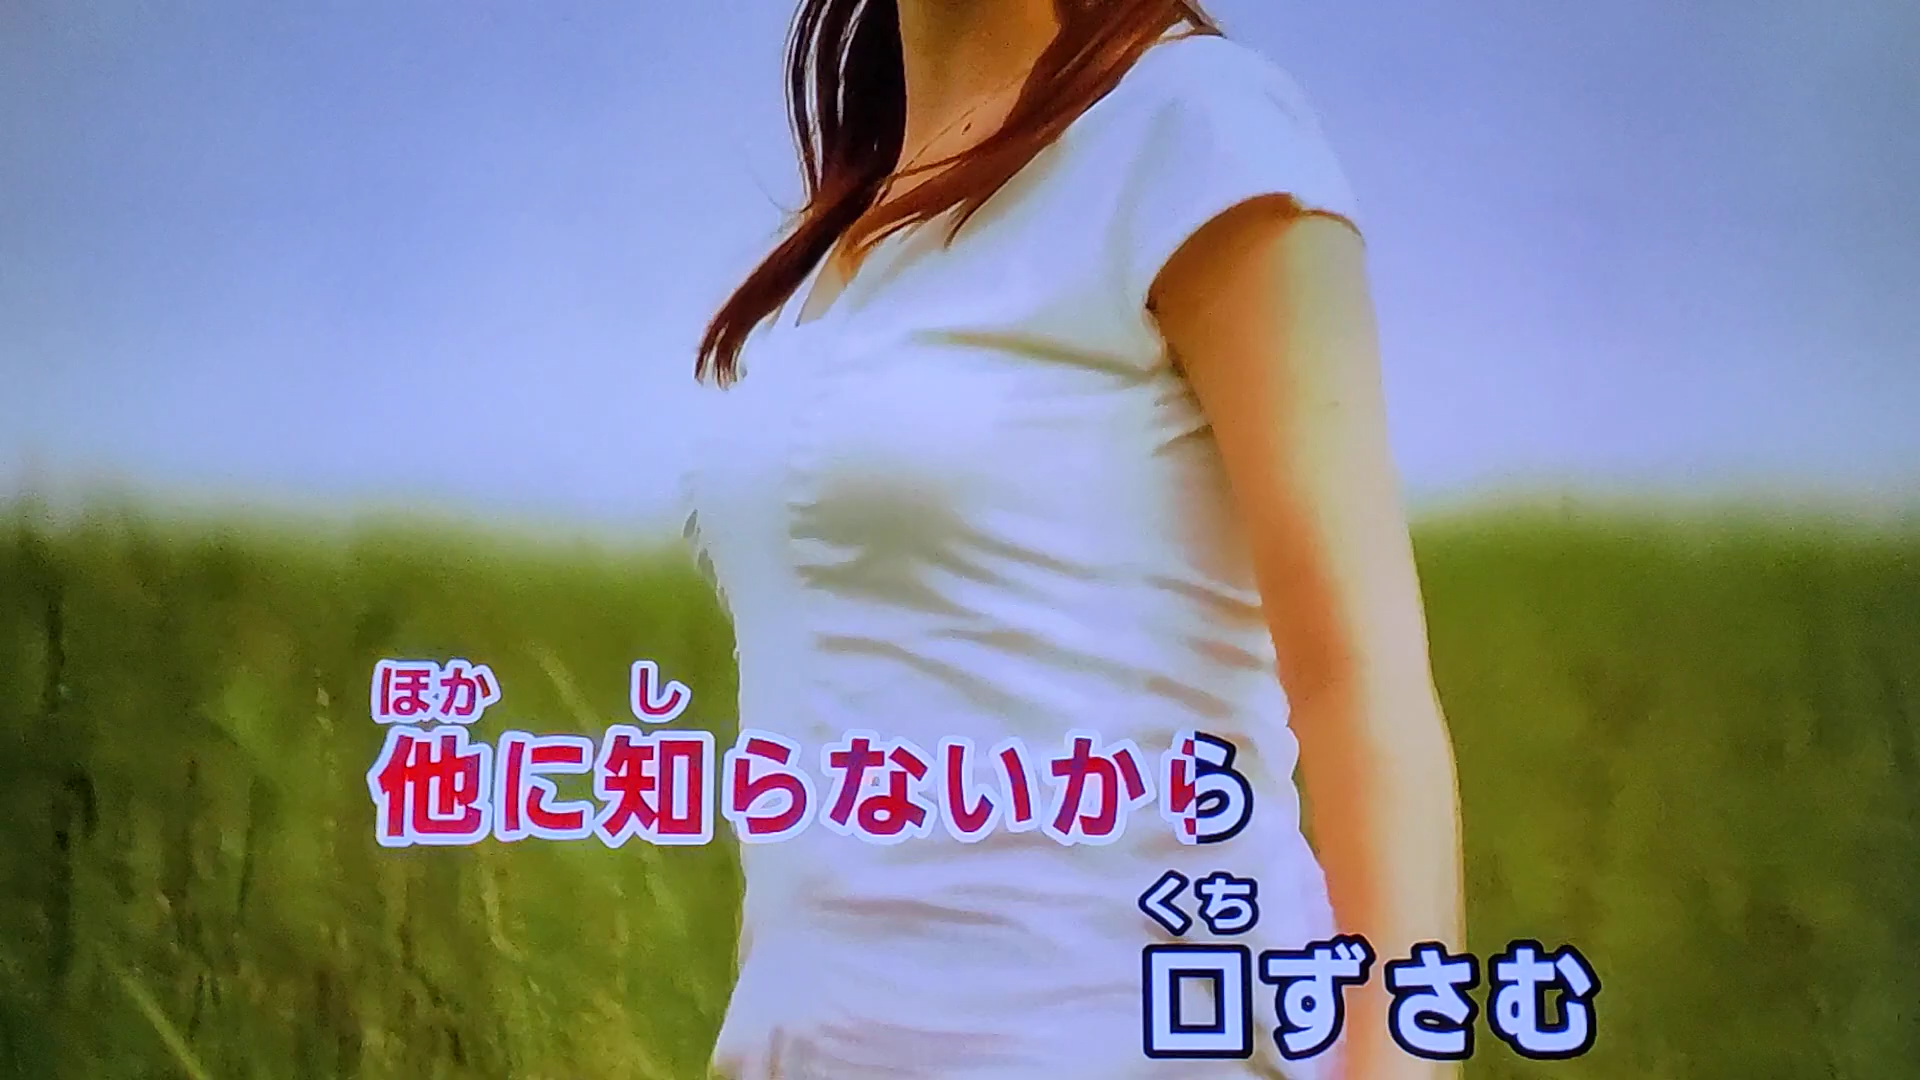 ほか し
他に知らないから
くち
口ずさむ